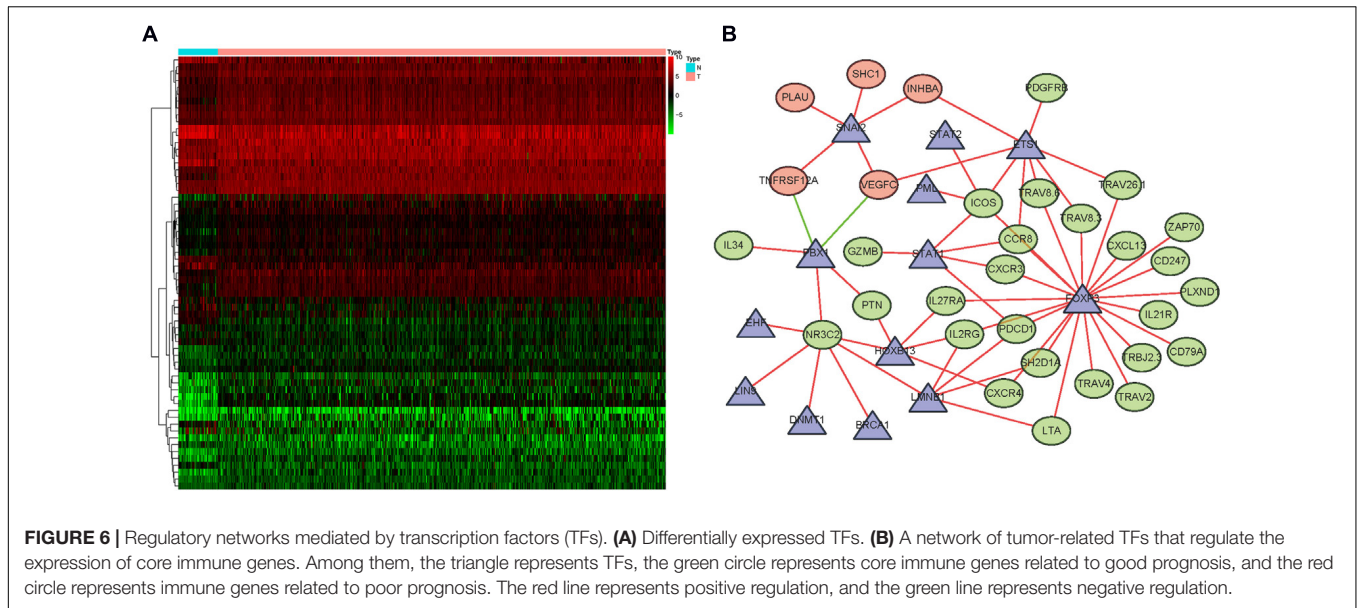 A
Type
10
5
0
−5
Type
N
T
B
SHC1
PLAU
INHBA
PDGFRB
SNAI2
STAT2
ETS1
TNFRSF12A
VEGFC
PML
ICOS
TRAV8.6
TRAV26.1
TRAV8.3
ZAP70
IL34
PBX1
GZMB
STAT1
CCR8
CXCL13
CD247
CXCR3
PLXND1
FOXP3
PTN
IL27RA
IL21R
EHF
NR3C2
IL2RG
PDCD1
HOXB13
TRBJ2.3
CD79A
SH2D1A
LIN9
CXCR4
TRAV4
TRAV2
LMNB1
DNMT1
BRCA1
LTA
FIGURE 6 | Regulatory networks mediated by transcription factors (TFs). (A) Differentially expressed TFs. (B) A network of tumor-related TFs that regulate the
expression of core immune genes. Among them, the triangle represents TFs, the green circle represents core immune genes related to good prognosis, and the red
circle represents immune genes related to poor prognosis. The red line represents positive regulation, and the green line represents negative regulation.